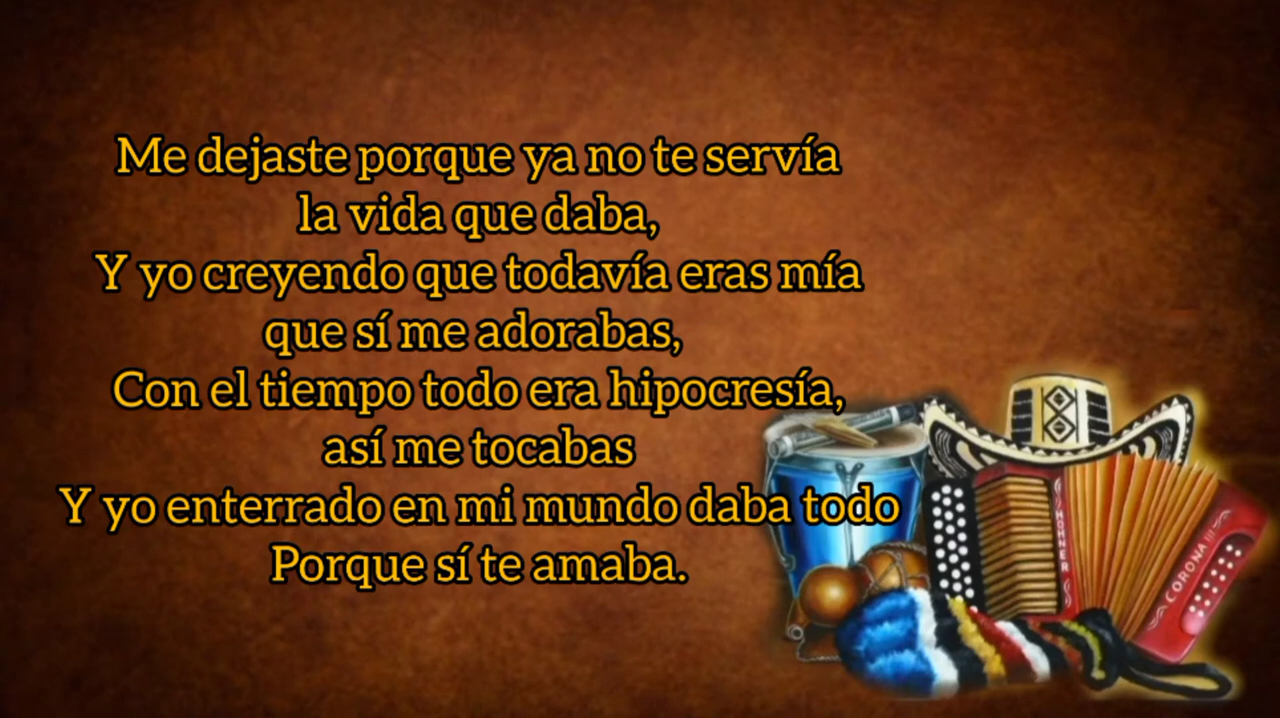 Me dejaste porque ya no te servía
la vida que daba,
Y yo creyendo que todavía eras mía
que sí me adorabas,
Con el tiempo todo era hipocresía,
así me tocabas
Y yo enterrado en mi mundo daba todo
Porque sí te amaba.
HOHNER
CORONA III